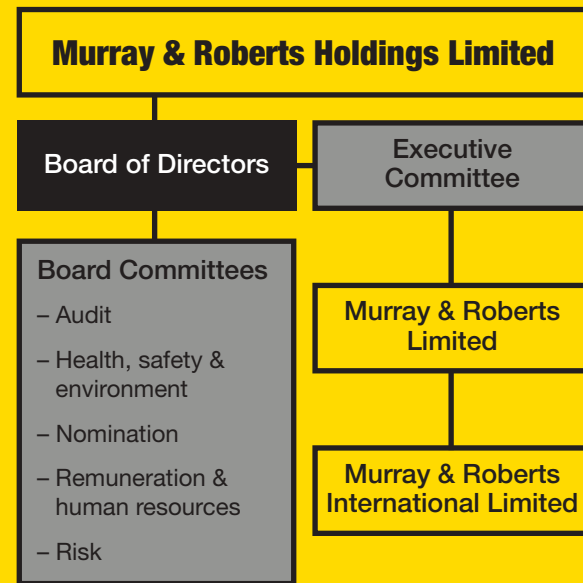 Murray & Roberts Holdings Limited
Board of Directors
Executive
Committee
Board Committees
– Audit
– Health, safety &
environment
– Nomination
– Remuneration &
human resources
– Risk
Murray & Roberts
Limited
Murray & Roberts
International Limited